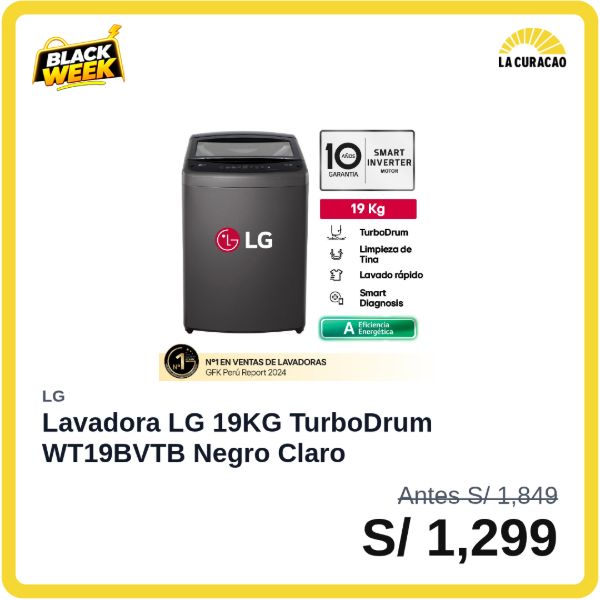 BLACK
WEEK
LA CURACAO
10
AÑOS
GARANTÍA
SMART
INVERTER
MOTOR
19 Kg
TurboDrum
Limpieza de
Tina
Lavado rápido
Smart
Diagnosis
A Eficiencia
Energética
LG
N°1
N°1 EN VENTAS DE LAVADORAS
GFK Perú Report 2024
LG
Lavadora LG 19KG TurboDrum
WT19BVTB Negro Claro
Antes S/ 1,849
S/ 1,299